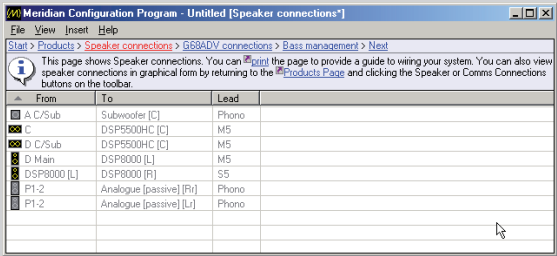 Meridian Configuration Program - Untitled [Speaker connections*]
File View Insert Help
Start > Products > Speaker connections > G68ADV connections > Bass management > Next
This page shows Speaker connections. You can print the page to provide a guide to wiring your system. You can also view
speaker connections in graphical form by returning to the Products Page and clicking the Speaker or Comms Connections
buttons on the toolbar.
From To Lead
A C/Sub Subwoofer [C] Phono
C DSP5500HC [C] M5
D C/Sub DSP5500HC [C] M5
D Main DSP8000 [L] M5
DSP8000 [L] DSP8000 [R] S5
P1-2 Analogue [passive] [Rr] Phono
P1-2 Analogue [passive] [Lr] Phono